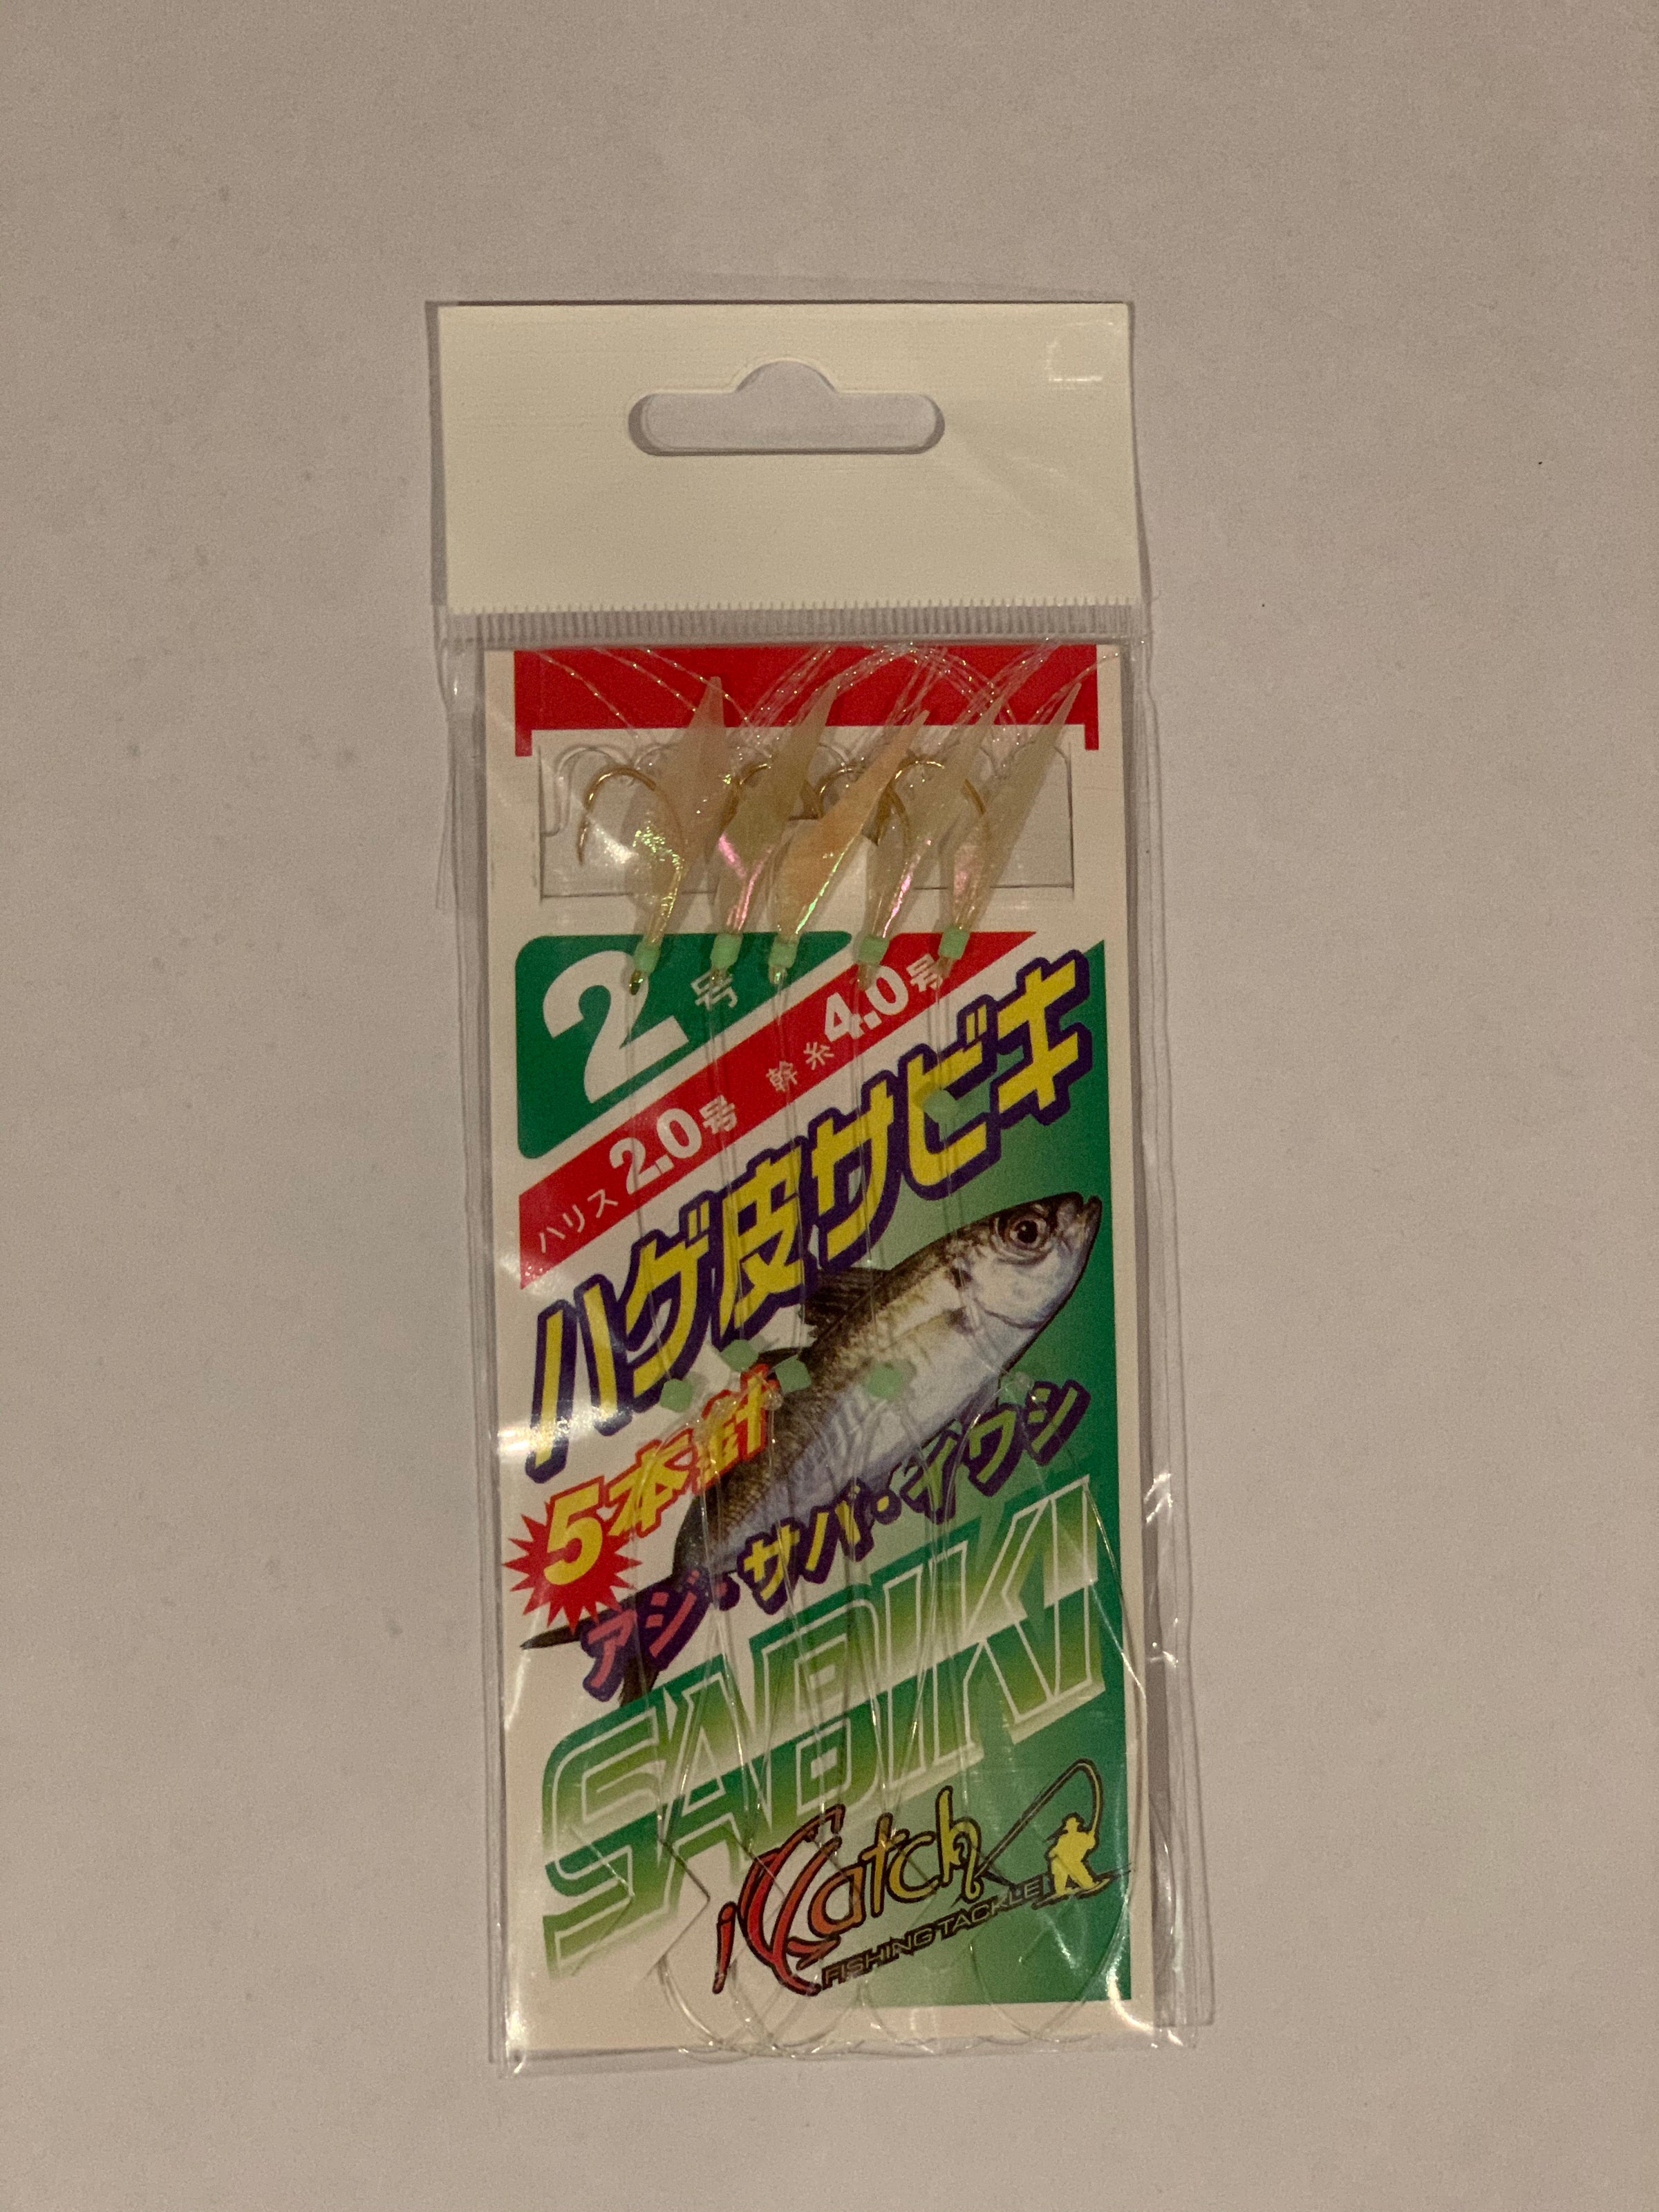 2号
ハリス2.0号 幹糸4.0号
ハゲ皮サビキ
5本針
アジ・サバ・イワシ
SABIKI
iCatch
FISHING TACKLE